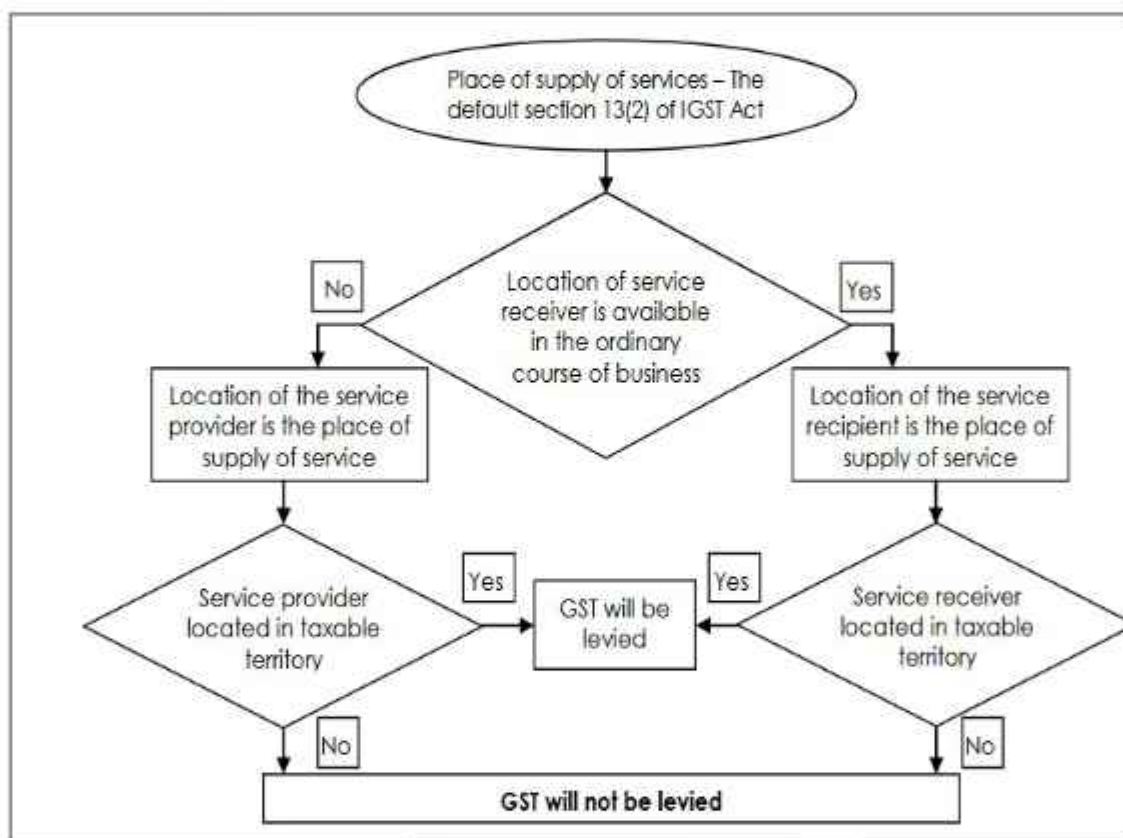 Place of supply of services – The
default section 13(2) of IGST Act
No
Location of service
receiver is available
in the ordinary
course of business
Yes
Location of the service
provider is the place of
supply of service
Location of the service
recipient is the place of
supply of service
Service provider
located in taxable
territory
Yes
GST will be
levied
Yes
Service receiver
located in taxable
territory
No
No
GST will not be levied